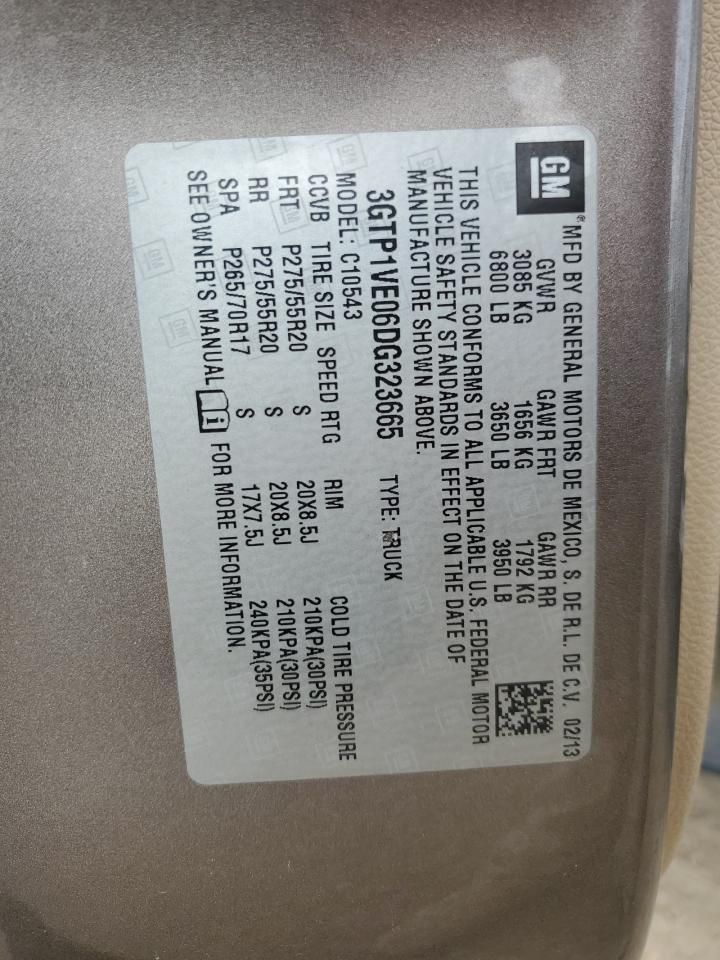 GM ® MFD BY GENERAL MOTORS DE MEXICO, S. DE R.L. DE C.V. 02/13
GVWR GAWR FRT GAWR RR
3085 KG 1656 KG 1792 KG
6800 LB 3650 LB 3950 LB
THIS VEHICLE CONFORMS TO ALL APPLICABLE U.S. FEDERAL MOTOR
VEHICLE SAFETY STANDARDS IN EFFECT ON THE DATE OF
MANUFACTURE SHOWN ABOVE.
3GTP1VE06DG323665 TYPE: TRUCK
MODEL: C10543
CCVB TIRE SIZE SPEED RTG RIM COLD TIRE PRESSURE
FRT P275/55R20 S 20X8.5J 210KPA(30PSI)
RR P275/55R20 S 20X8.5J 210KPA(30PSI)
SPA P265/70R17 S 17X7.5J 240KPA(35PSI)
SEE OWNER'S MANUAL i FOR MORE INFORMATION.